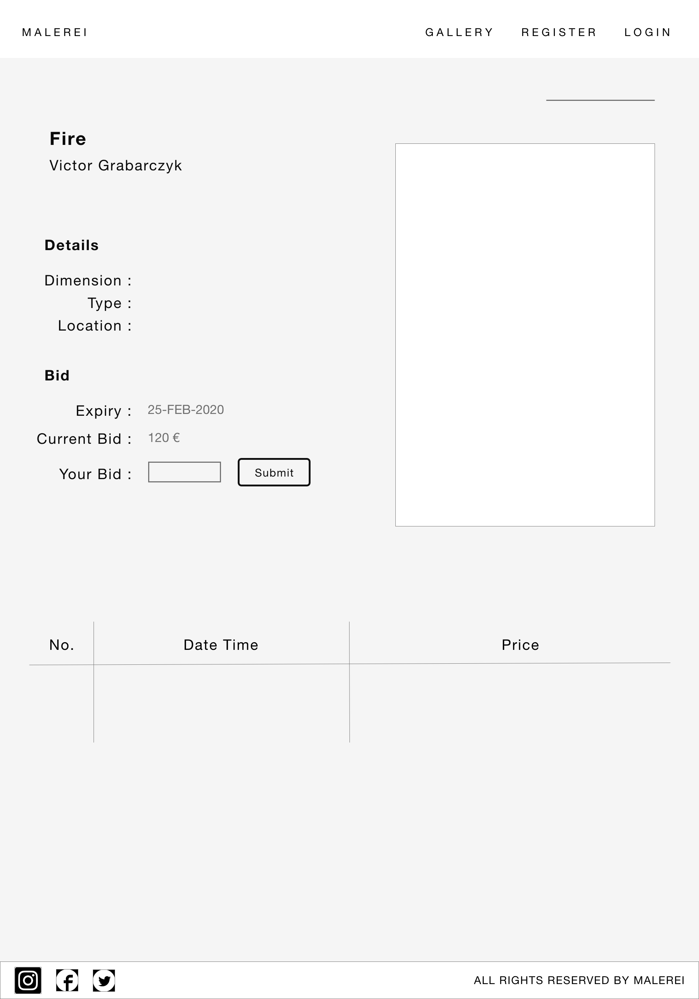 MALEREI
GALLERY REGISTER LOGIN
Fire
Victor Grabarczyk
Details
Dimension :
Type :
Location :
Bid
Expiry : 25-FEB-2020
Current Bid : 120 €
Your Bid : Submit
No. Date Time Price
ALL RIGHTS RESERVED BY MALEREI